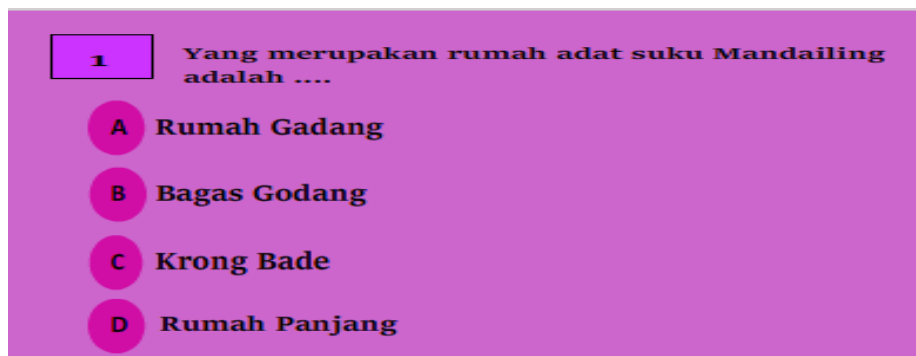 1
Yang merupakan rumah adat suku Mandailing
adalah ....
A Rumah Gadang
B Bagas Godang
C Krong Bade
D Rumah Panjang